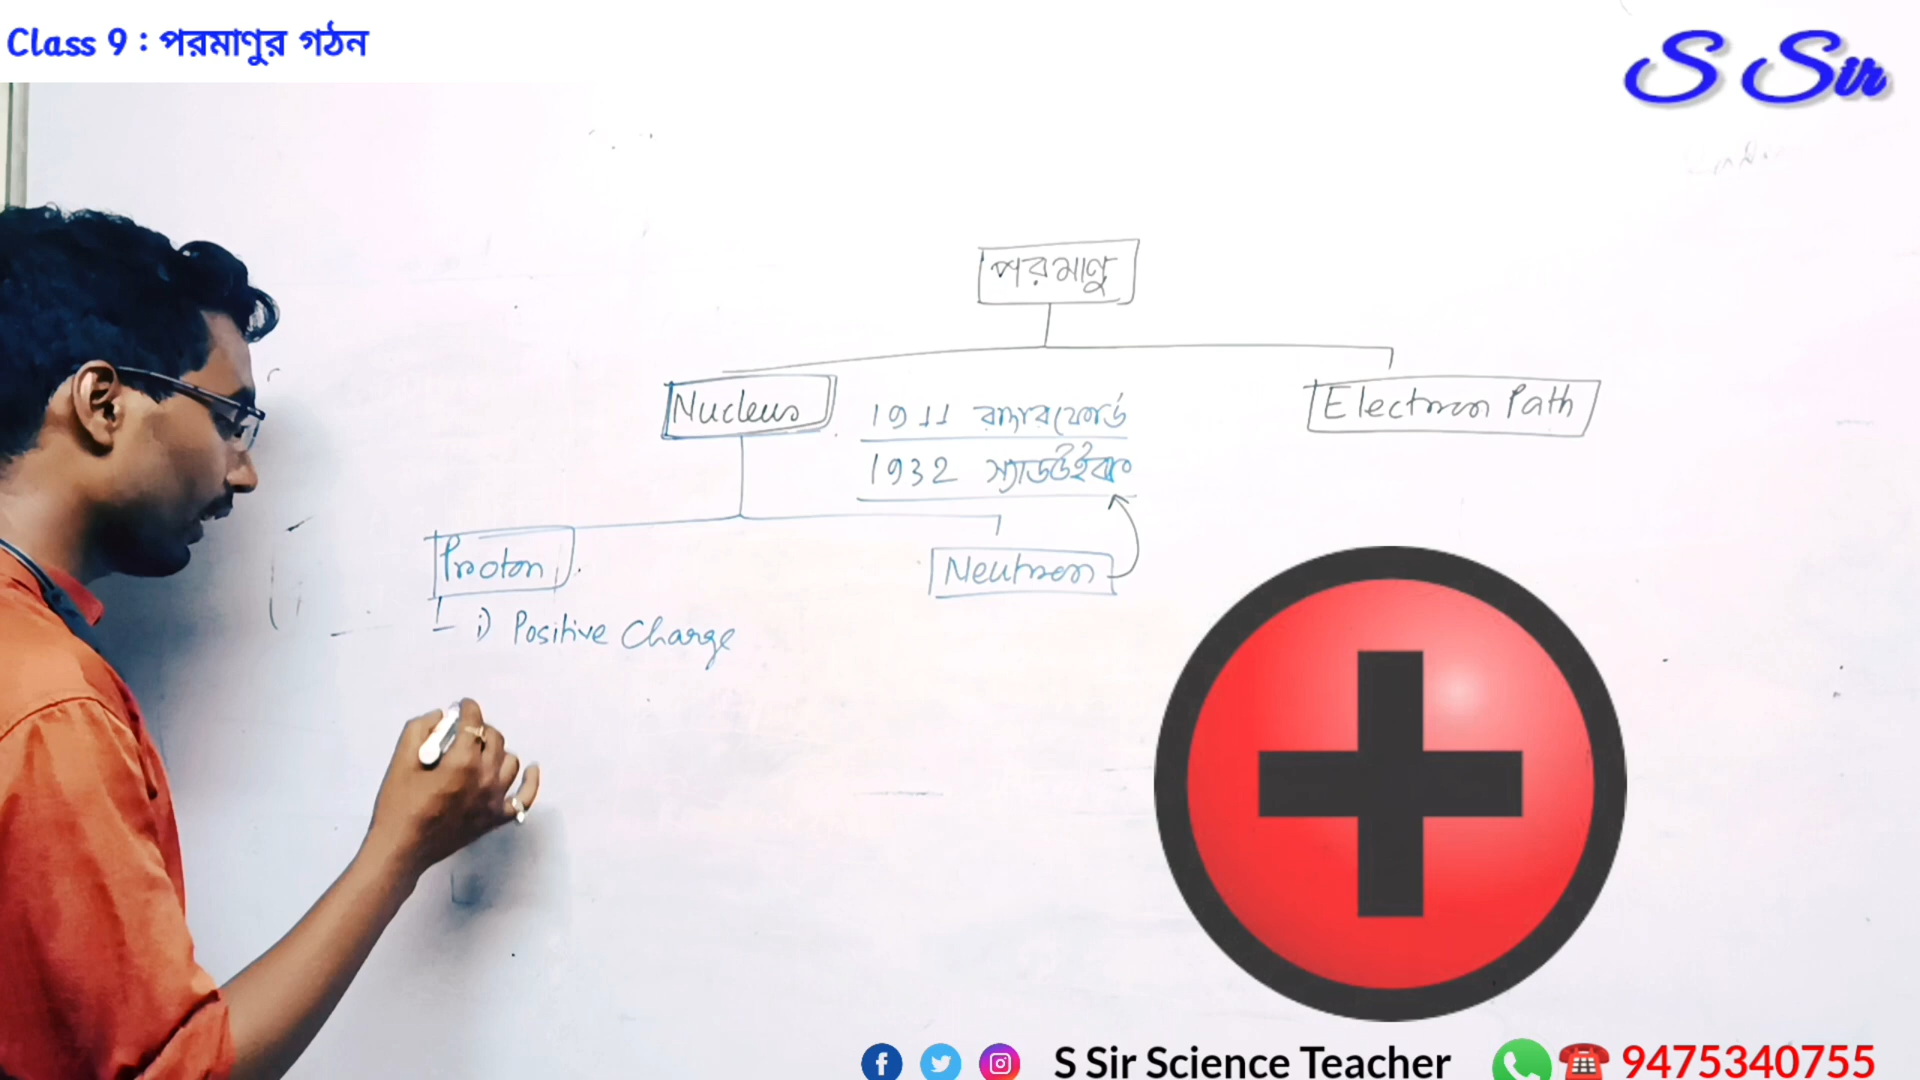 Class 9 : পরমাণুর গঠন
S Sir
পরমাণু
Nucleus
1911 রাদারফোর্ড
Electron Path
1932 স্যাডউইক
Proton
Neutron
i) Positive Charge
S Sir Science Teacher
9475340755